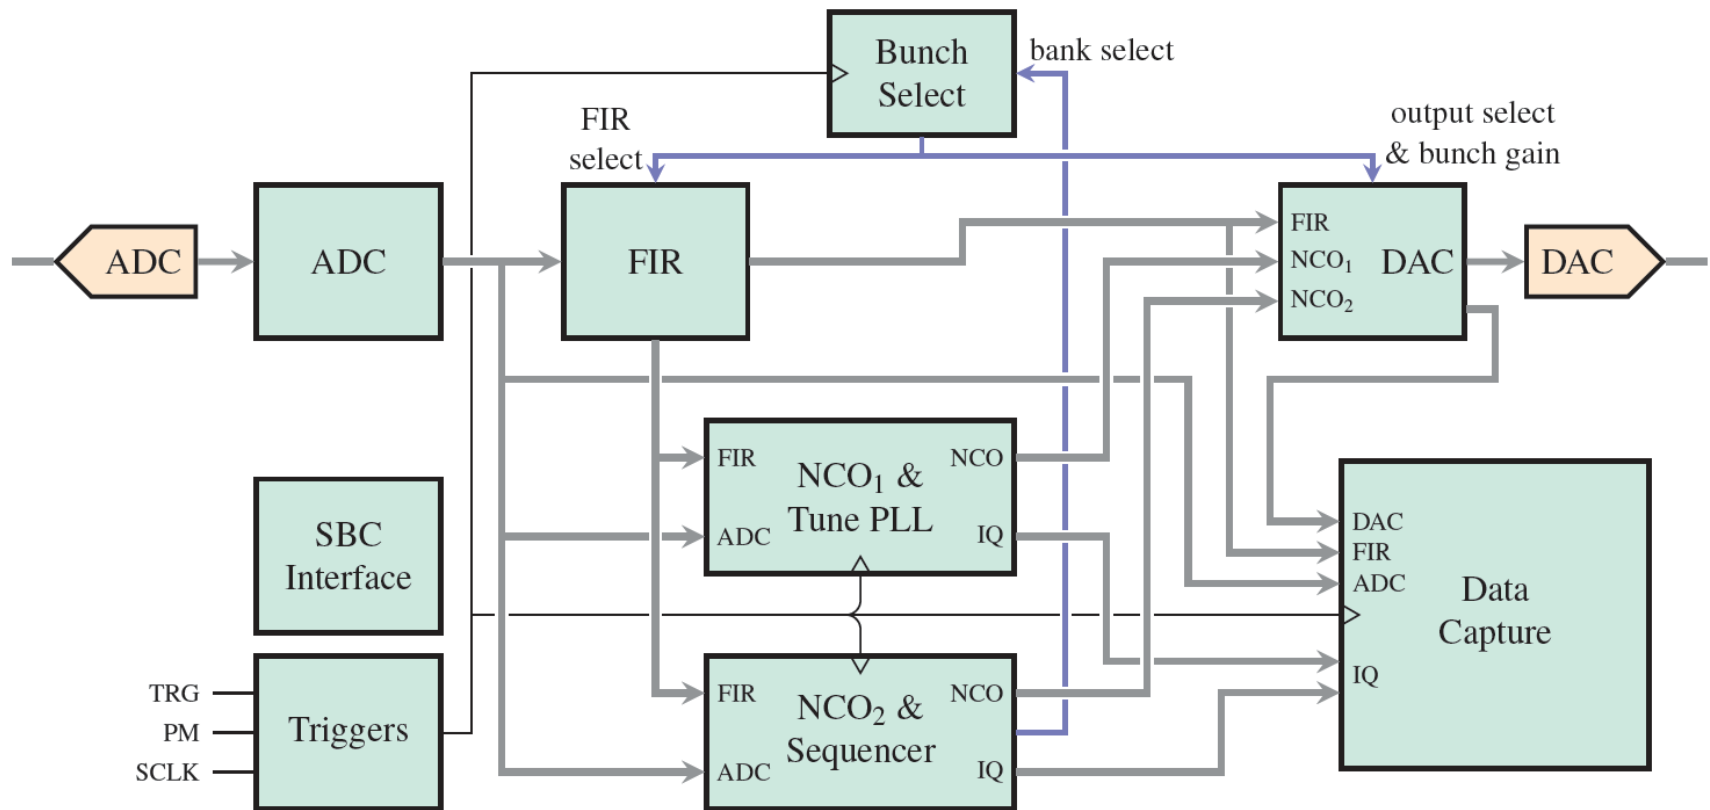 Bunch
Select
bank select
FIR
select
output select
& bunch gain
ADC
ADC
FIR
FIR
NCO₁
NCO₂
DAC
DAC
FIR
ADC
NCO₁ &
Tune PLL
NCO
IQ
SBC
Interface
DAC
FIR
ADC
IQ
Data
Capture
TRG
PM
SCLK
Triggers
FIR
ADC
NCO₂ &
Sequencer
NCO
IQ